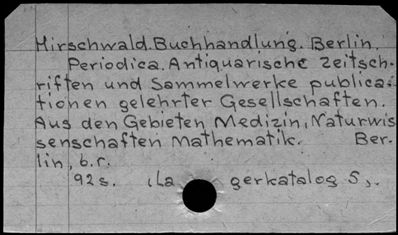 Hirschwald. Buchhandlung. Berlin.
Periodica. Antiquarische Zeitsch-
riften und Sammelwerke publica-
tionen gelehrter Gesellschaften.
Aus den Gebieten Medizin, Naturwis
senschaften Mathematik. Ber-
lin, b.r.
92s. (La gerkatalog 5).